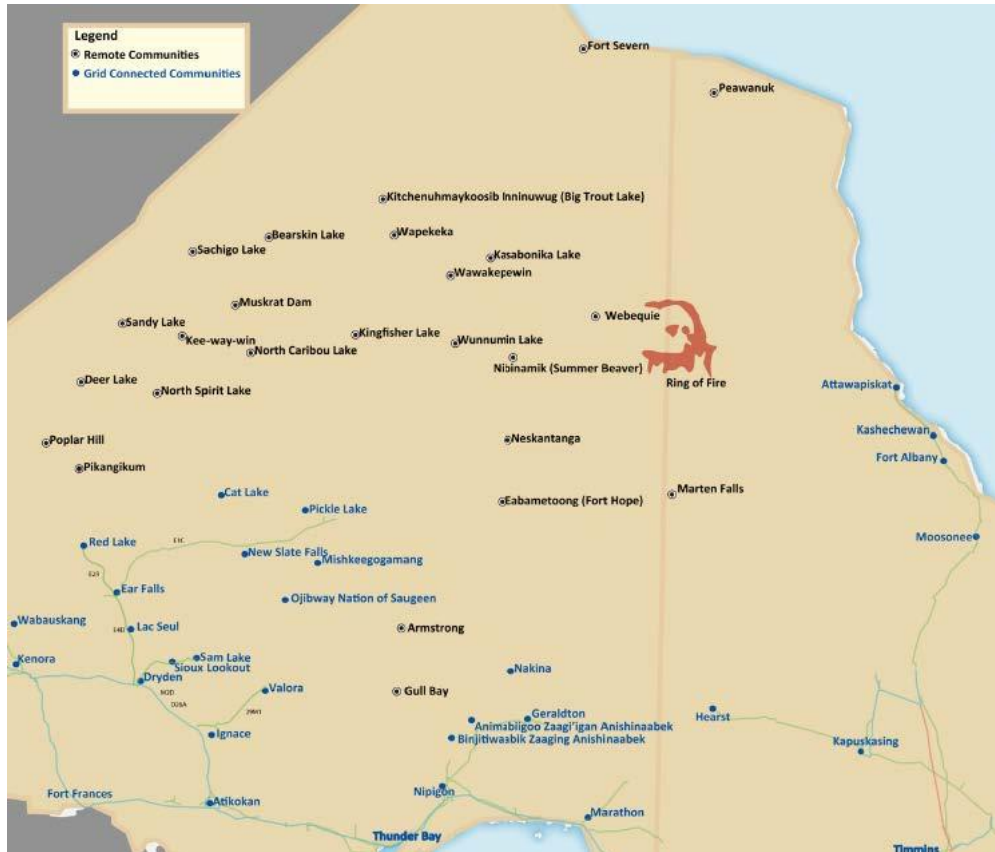 Legend
Remote Communities
Grid Connected Communities
Fort Severn
Peawanuk
Kitchenuhmaykoosib Inninuwug (Big Trout Lake)
Bearskin Lake
Wapekeka
Sachigo Lake
Kasabonika Lake
Wawakepewin
Muskrat Dam
Webequie
Sandy Lake
Kee-way-win
Kingfisher Lake
Wunnumin Lake
North Caribou Lake
Nibinamik (Summer Beaver)
Ring of Fire
Deer Lake
North Spirit Lake
Attawapiskat
Kashechewan
Poplar Hill
Neskantanga
Fort Albany
Pikangikum
Cat Lake
Marten Falls
Eabametoong (Fort Hope)
Pickle Lake
Moosonee
E1C
Red Lake
New Slate Falls
Mishkeegogamang
E2R
Ear Falls
Ojibway Nation of Saugeen
Wabauskang
E4D
Lac Seul
Armstrong
Kenora
Sam Lake
Sioux Lookout
Nakina
Dryden
Valora
Gull Bay
D26A
29M1
Geraldton
Hearst
Animabiigoo Zaagi'igan Anishinaabek
Ignace
Binjitiwaabik Zaaging Anishinaabek
Kapuskasing
Fort Frances
Nipigon
Atikokan
Marathon
Thunder Bay
Timmins